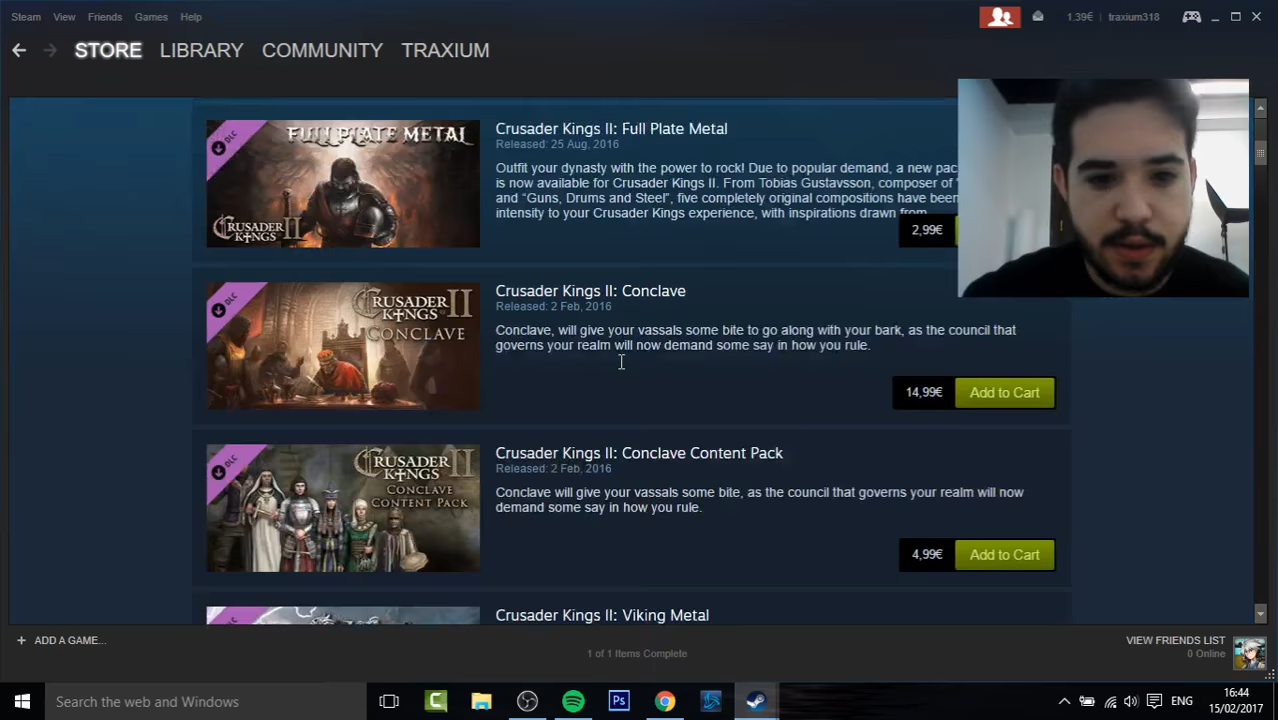 Steam View Friends Games Help
1.39€ traxium318
STORE LIBRARY COMMUNITY TRAXIUM
DLC
FULL PLATE METAL
CRUSADER KINGS II
Crusader Kings II: Full Plate Metal
Released: 25 Aug, 2016
Outfit your dynasty with the power to rock! Due to popular demand, a new pac
is now available for Crusader Kings II. From Tobias Gustavsson, composer of "
and "Guns, Drums and Steel", five completely original compositions have been
intensity to your Crusader Kings experience, with inspirations drawn from
2,99€
DLC
CRUSADER KINGS II
CONCLAVE
Crusader Kings II: Conclave
Released: 2 Feb, 2016
Conclave, will give your vassals some bite to go along with your bark, as the council that
governs your realm will now demand some say in how you rule.
14,99€ Add to Cart
DLC
CRUSADER KINGS II
CONCLAVE
CONTENT PACK
Crusader Kings II: Conclave Content Pack
Released: 2 Feb, 2016
Conclave will give your vassals some bite, as the council that governs your realm will now
demand some say in how you rule.
4,99€ Add to Cart
Crusader Kings II: Viking Metal
+ ADD A GAME...
1 of 1 Items Complete
VIEW FRIENDS LIST
0 Online
Search the web and Windows
Ps
ENG
16:44
15/02/2017